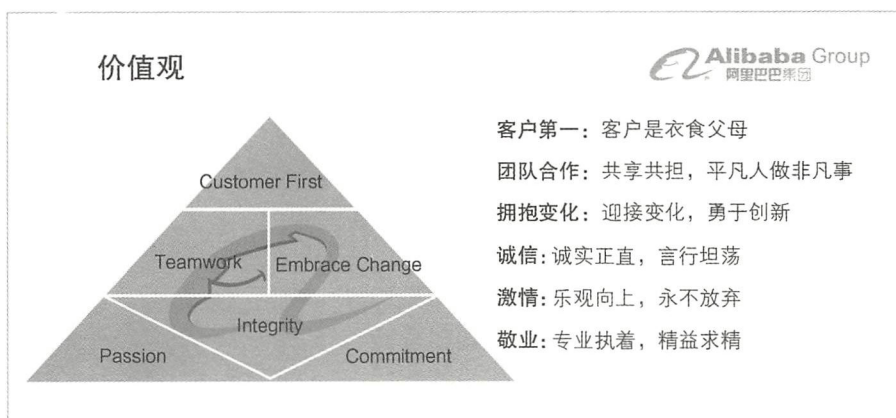 价值观
Alibaba Group
阿里巴巴集团
Customer First
Teamwork
Embrace Change
Integrity
Passion
Commitment
客户第一：客户是衣食父母
团队合作：共享共担，平凡人做非凡事
拥抱变化：迎接变化，勇于创新
诚信：诚实正直，言行坦荡
激情：乐观向上，永不放弃
敬业：专业执着，精益求精